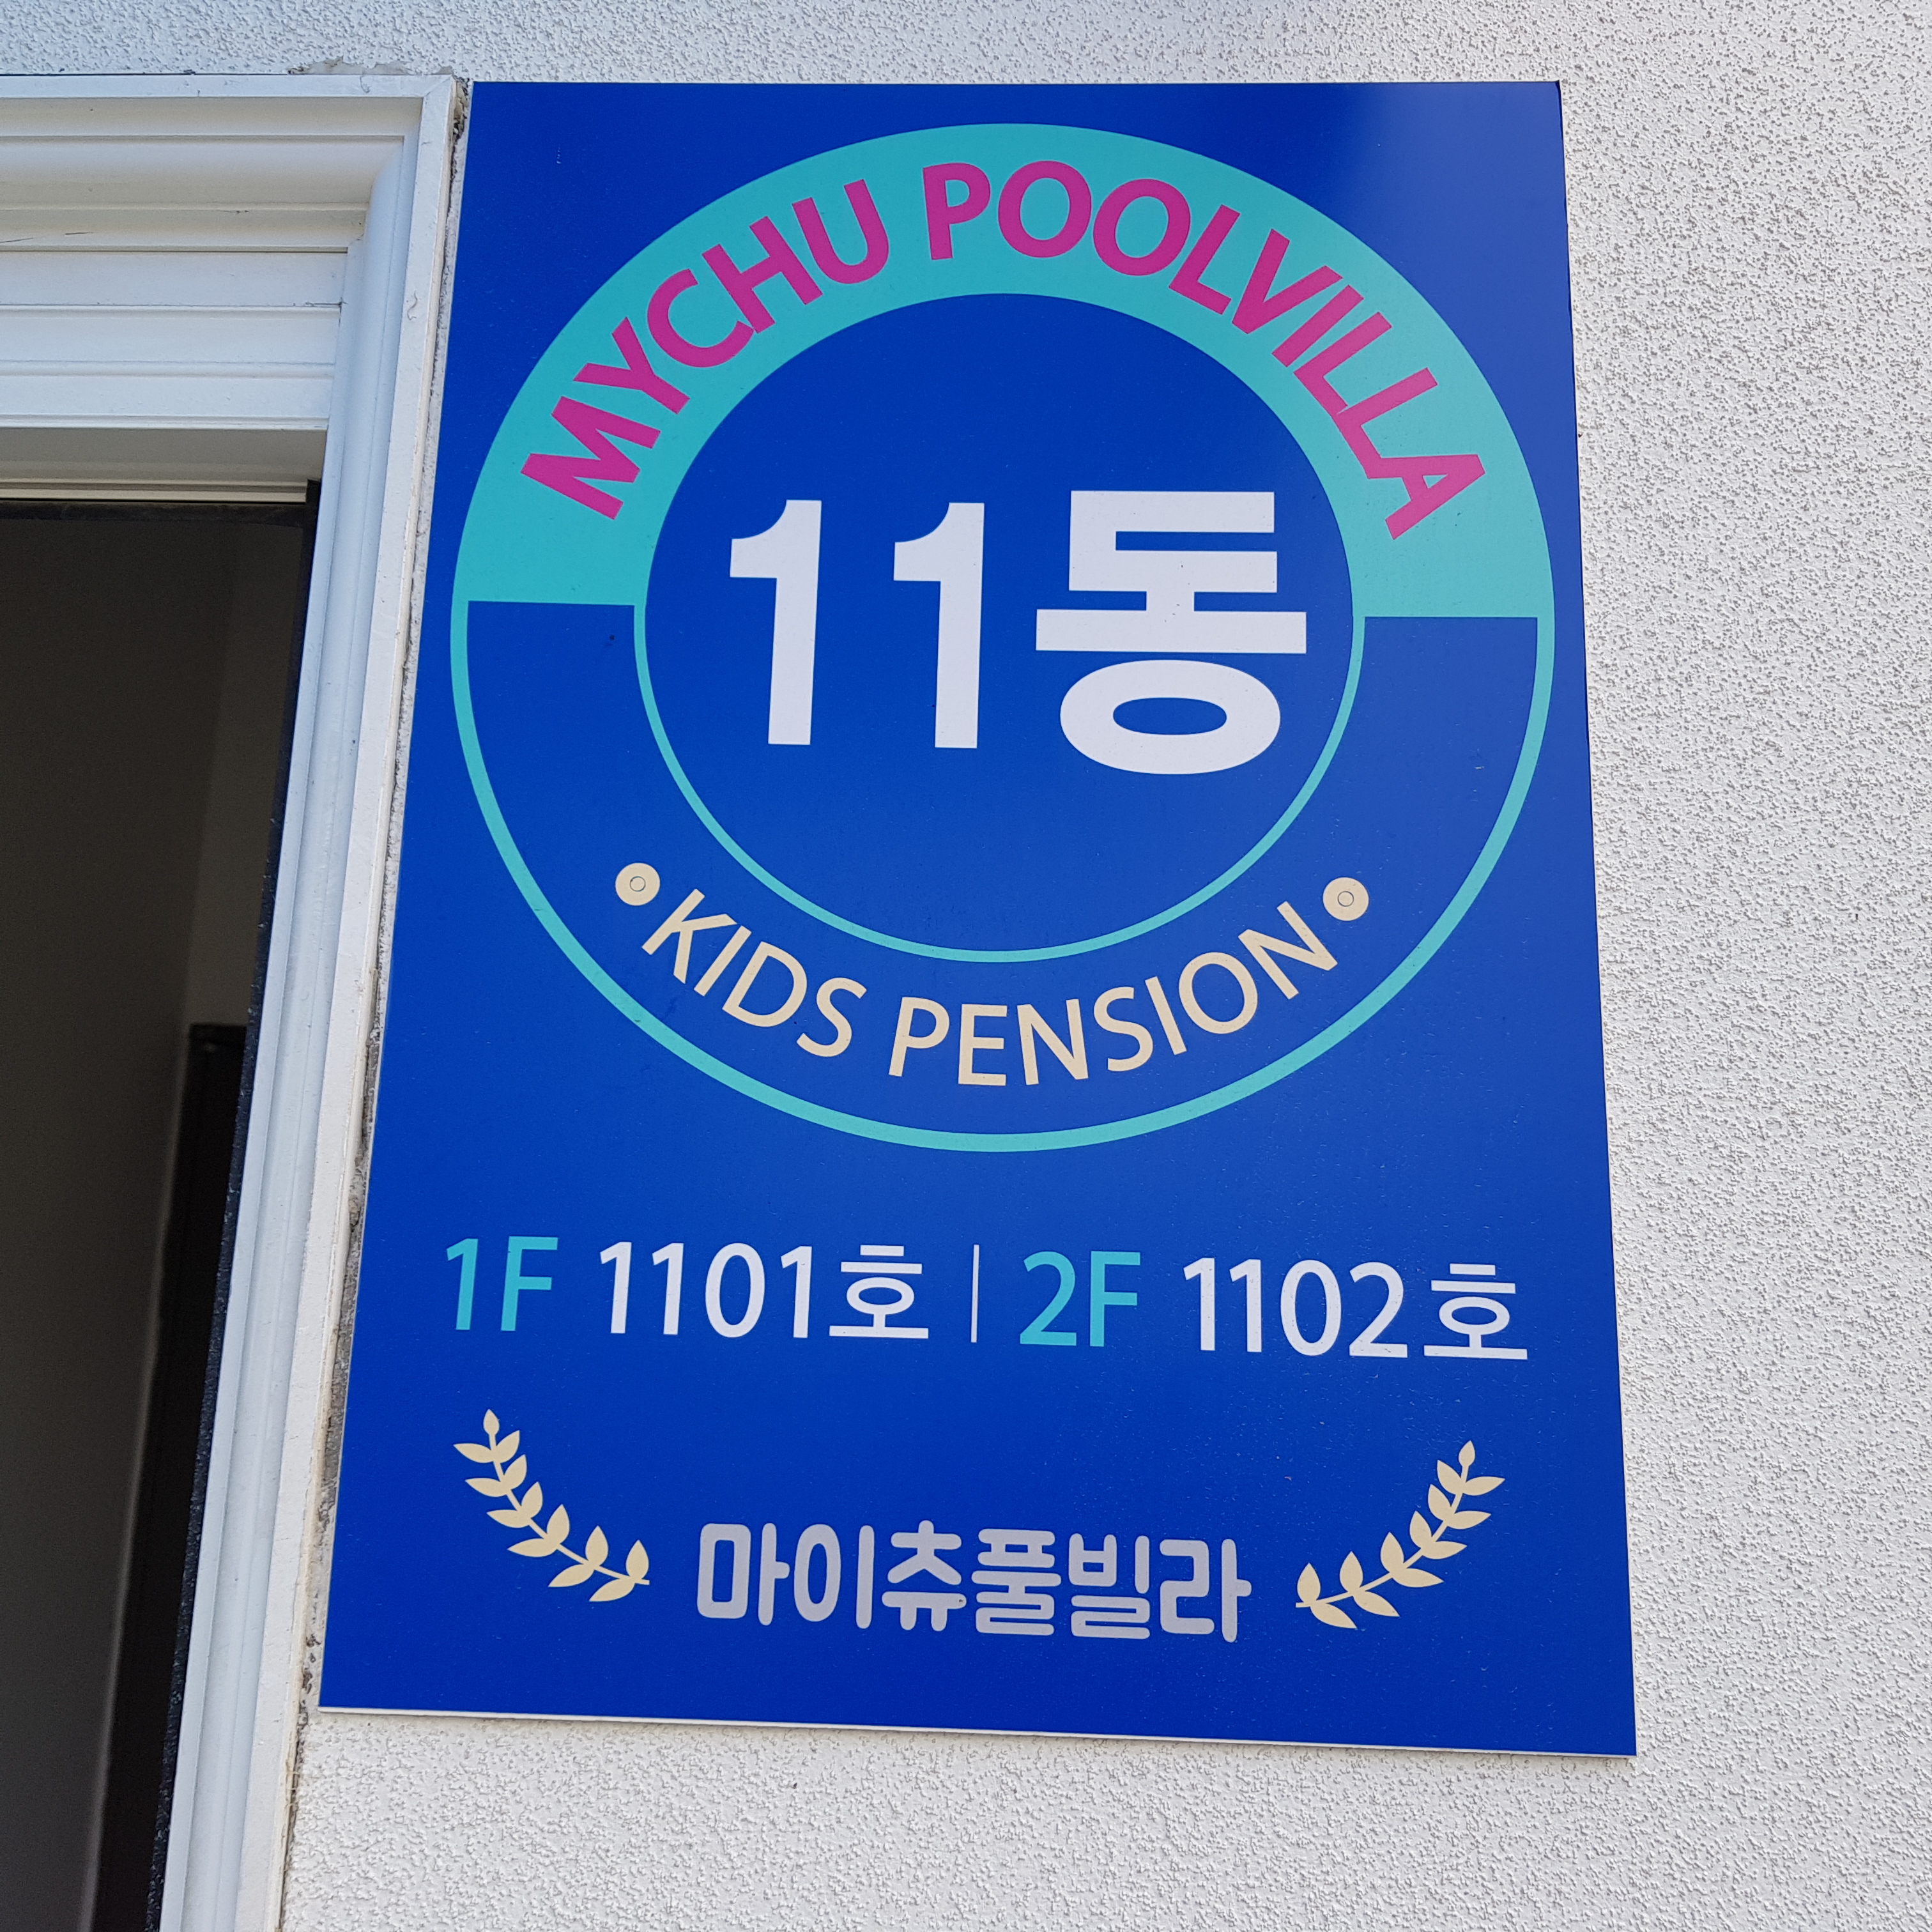 MYCHU POOLVILLA
11동
KIDS PENSION
1F 1101호 | 2F 1102호
마이츄풀빌라